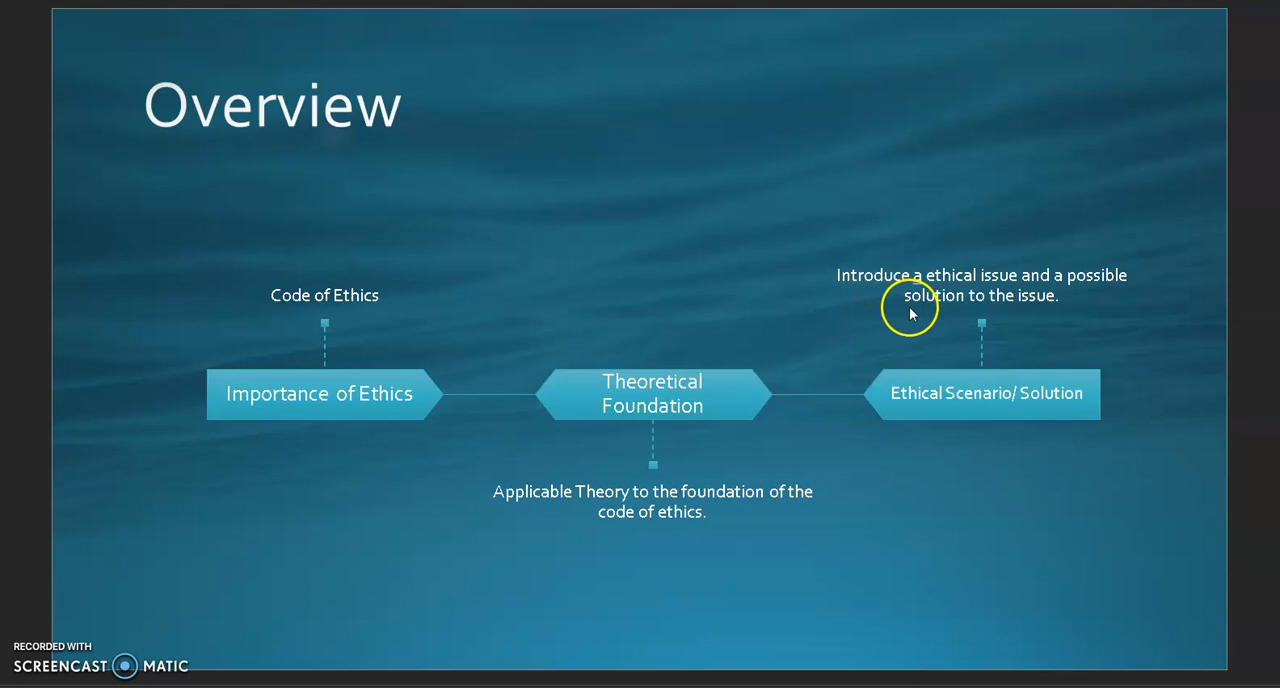 Overview
Code of Ethics
Introduce a ethical issue and a possible
solution to the issue.
Importance of Ethics
Theoretical
Foundation
Ethical Scenario/ Solution
Applicable Theory to the foundation of the
code of ethics.
RECORDED WITH
SCREENCAST MATIC